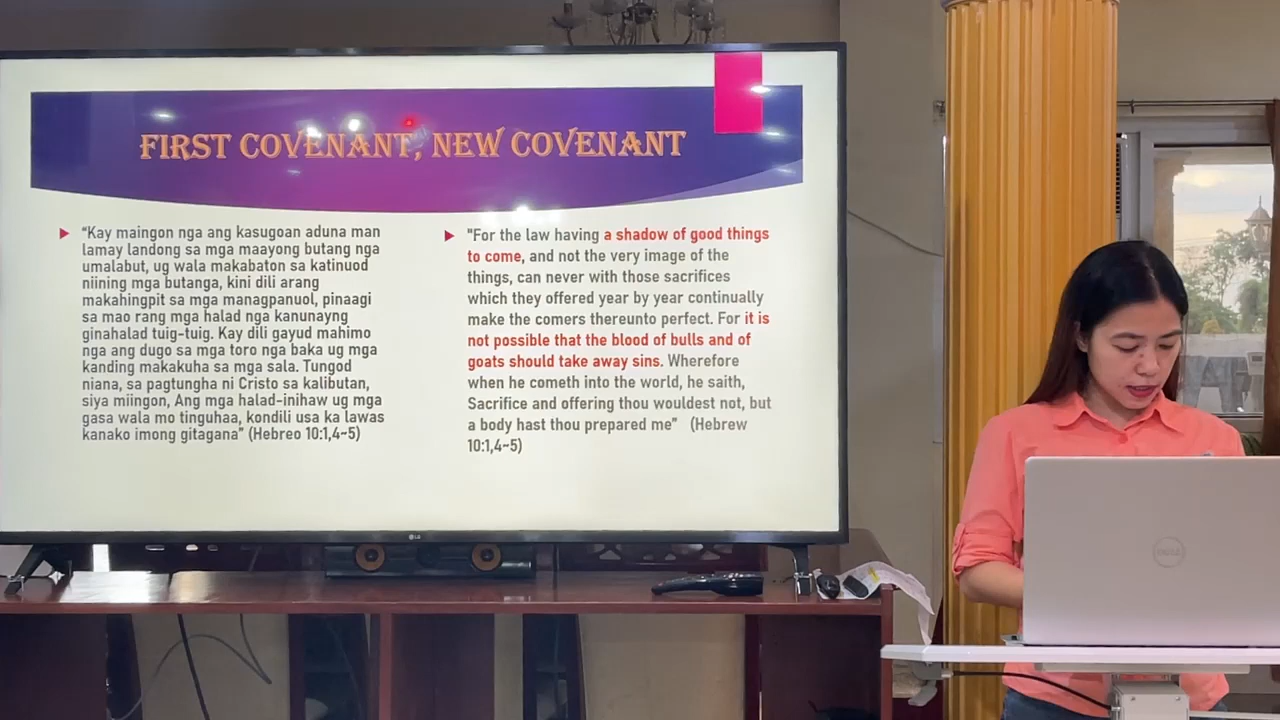 FIRST COVENANT, NEW COVENANT
"Kay maingon nga ang kasugoan aduna man
lamay landong sa mga maayong butang nga
umalabut, ug wala makabaton sa katinuod
niining mga butanga, kini dili arang
makahingpit sa mga managpanuol, pinaagi
sa mao rang mga halad nga kanunayng
ginahalad tuig-tuig. Kay dili gayud mahimo
nga ang dugo sa mga toro nga baka ug mga
kanding makakuha sa mga sala. Tungod
niana, sa pagtungha ni Cristo sa kalibutan,
siya miingon, Ang mga halad-inihaw ug mga
gasa wala mo tinguhaa, kondili usa ka lawas
kanako imong gitagana" (Hebreo 10:1,4~5)
"For the law having a shadow of good things
to come, and not the very image of the
things, can never with those sacrifices
which they offered year by year continually
make the comers thereunto perfect. For it is
not possible that the blood of bulls and of
goats should take away sins. Wherefore
when he cometh into the world, he saith,
Sacrifice and offering thou wouldest not, but
a body hast thou prepared me" (Hebrew
10:1,4~5)
LG
DELL